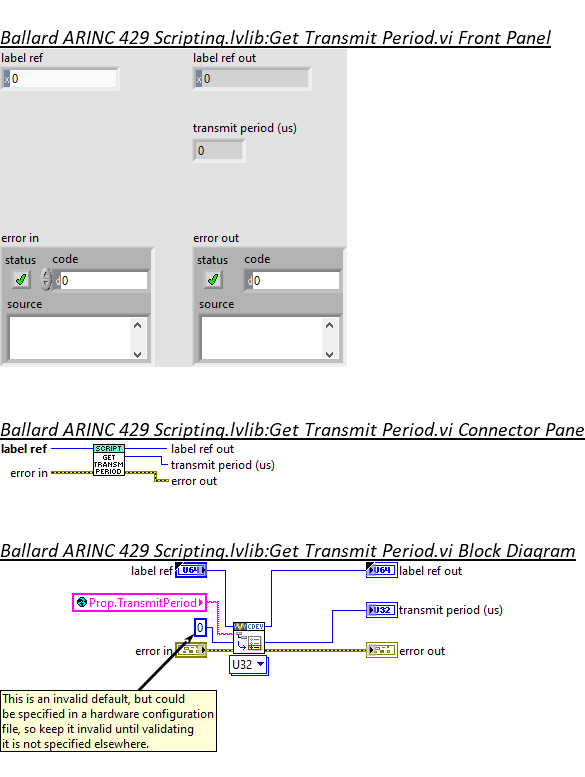 Ballard ARINC 429 Scripting.lvlib:Get Transmit Period.vi Front Panel
label ref
label ref out
x 0
x 0
transmit period (us)
0
error in
error out
status code
status code
d 0
d 0
source
source
Ballard ARINC 429 Scripting.lvlib:Get Transmit Period.vi Connector Pane
label ref
SCRIPT
GET
TRANSM
PERIOD
label ref out
transmit period (us)
error in
error out
Ballard ARINC 429 Scripting.lvlib:Get Transmit Period.vi Block Diagram
label ref
U64
U64
label ref out
Prop.TransmitPeriod
U32
transmit period (us)
0
CDEV
error in
error out
U32
This is an invalid default, but could
be specified in a hardware configuration
file, so keep it invalid until validating
it is not specified elsewhere.